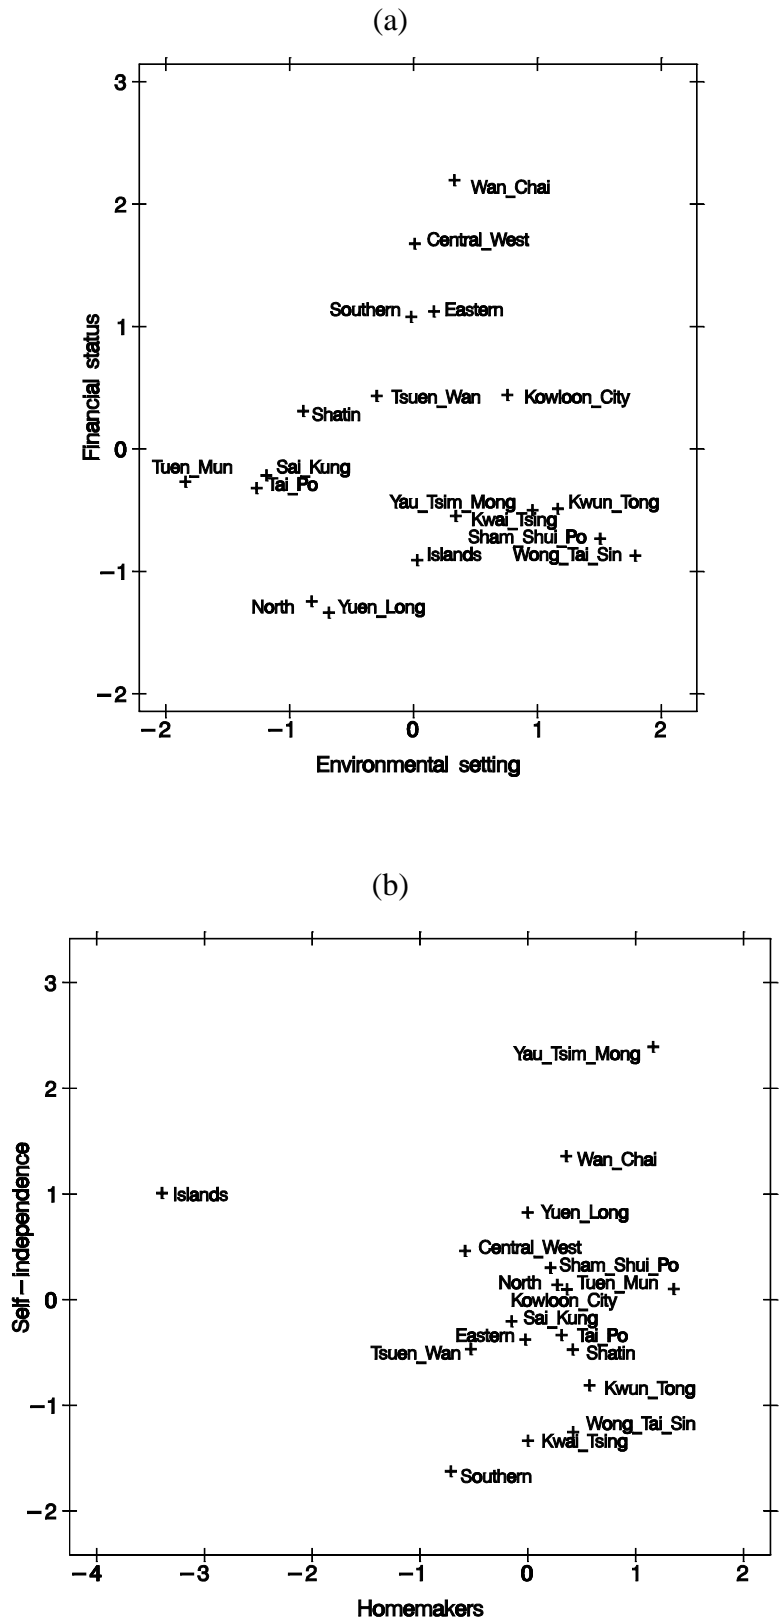 (a)
3
Wan_Chai
2
Central_West
Southern
Eastern
1
Tsuen_Wan
Kowloon_City
Shatin
0
Tuen_Mun
Sai_Kung
Tai_Po
Yau_Tsim_Mong
Kwun_Tong
Kwai_Tsing
Sham_Shui_Po
Islands
Wong_Tai_Sin
−1
North
Yuen_Long
−2
Financial status
−2 −1 0 1 2
Environmental setting
(b)
3
Yau_Tsim_Mong
2
Wan_Chai
1
Islands
Yuen_Long
Central_West
Sham_Shui_Po
North
Tuen_Mun
0
Kowloon_City
Sai_Kung
Eastern
Tai_Po
Tsuen_Wan
Shatin
Kwun_Tong
−1
Wong_Tai_Sin
Kwai_Tsing
Southern
−2
Self−independence
−4 −3 −2 −1 0 1 2
Homemakers